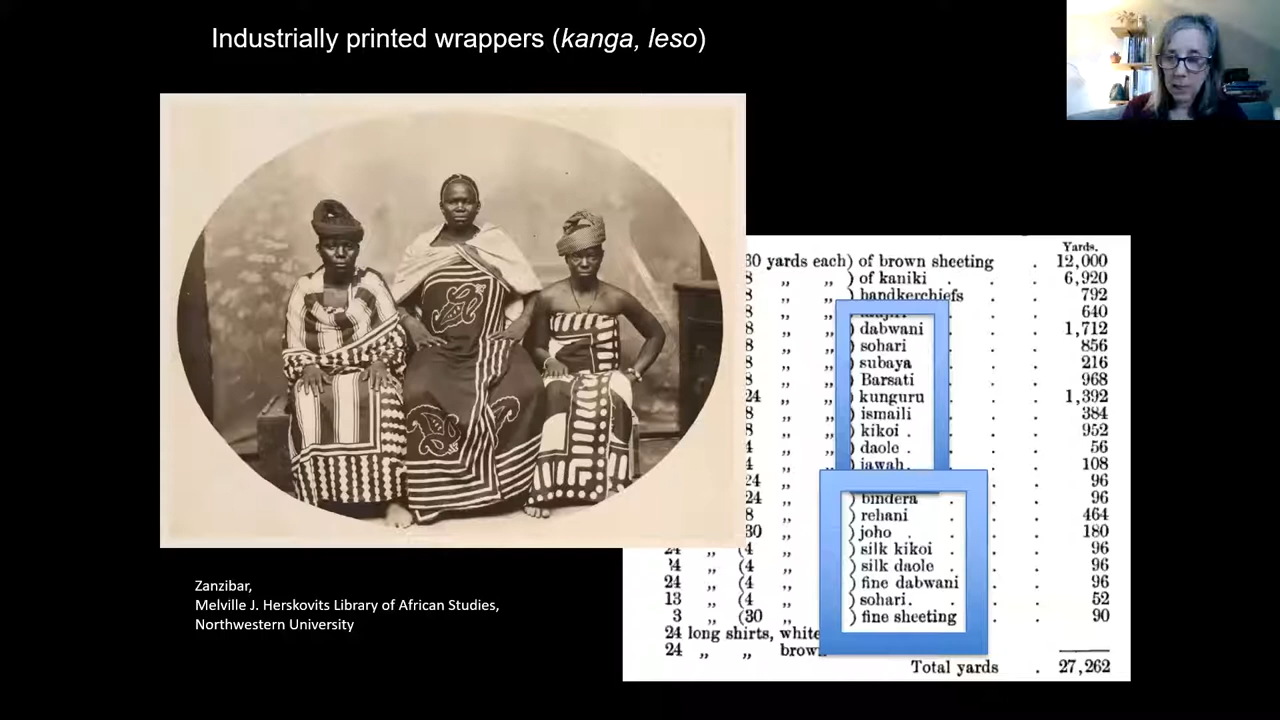 Industrially printed wrappers (kanga, leso)
Yards.
30 yards each) of brown sheeting . 12,000
8 „ „ ) of kaniki . . . 6,920
8 „ „ ) handkerchiefs . . 792
8 „ „ . . 640
8 „ „ ) dabwani . . . 1,712
8 „ „ ) sohari . . . 856
8 „ „ ) subaya . . . 216
8 „ „ ) Barsati . . . 968
24 „ „ ) kunguru . . . 1,392
8 „ „ ) ismaili . . . 384
8 „ „ ) kikoi . . . . 952
4 „ „ ) daole . . . . 56
4 „ „ ) jawah. . . . 108
24 „ . . 96
24 „ ) bindera . . . 96
8 „ ) rehani . . . 464
30 „ ) joho . . . . 180
24 „ (4 „ ) silk kikoi . . . 96
24 „ (4 „ ) silk daole . . . 96
24 „ (4 „ ) fine dabwani . . 96
13 „ (4 „ ) sohari. . . . 52
3 „ (30 „ ) fine sheeting . . 90
24 long shirts, white
24 „ „ brown
Total yards . 27,262
Zanzibar,
Melville J. Herskovits Library of African Studies,
Northwestern University